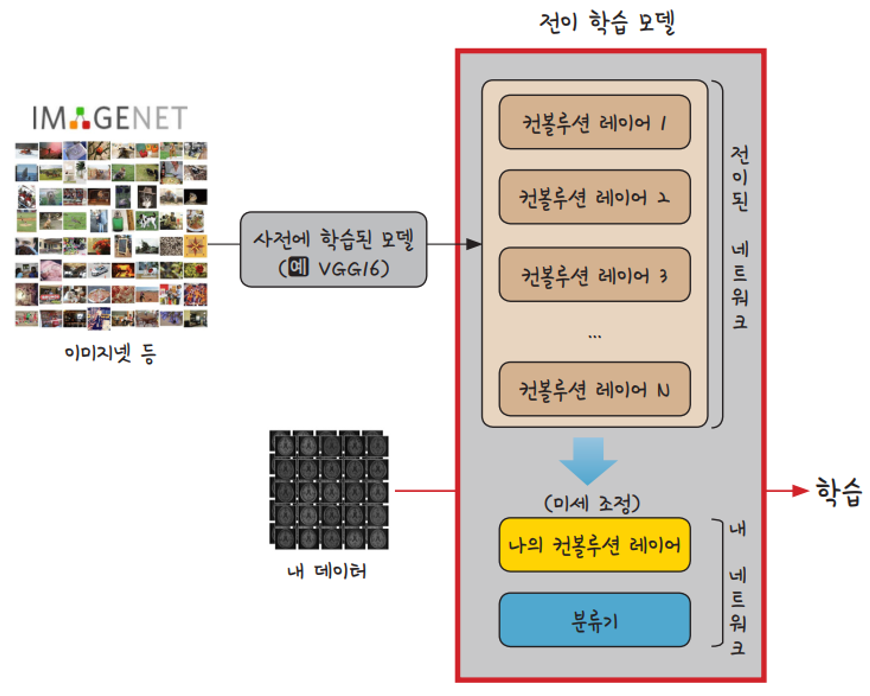 전이 학습 모델
IMAGENET
컨볼루션 레이어 1
컨볼루션 레이어 2
컨볼루션 레이어 3
...
컨볼루션 레이어 N
전이된 네트워크
사전에 학습된 모델
(예 VGG16)
이미지넷 등
(미세 조정)
나의 컨볼루션 레이어
분류기
내 네트워크
내 데이터
학습